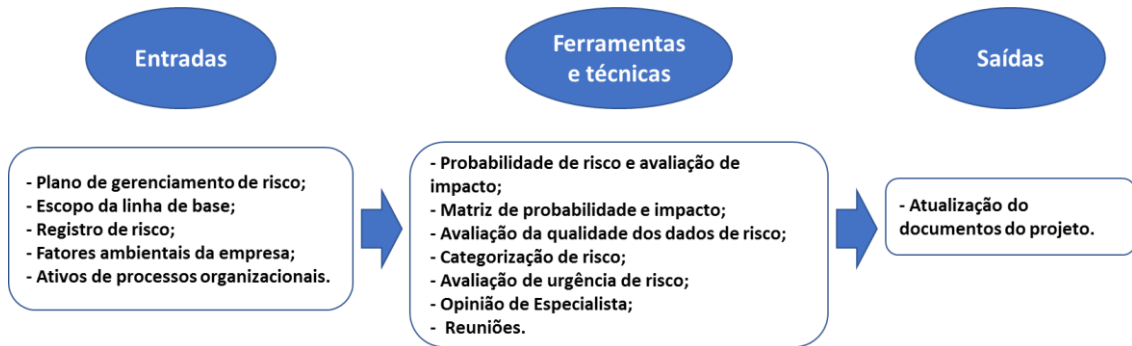 Entradas
Ferramentas
e técnicas
Saídas
- Plano de gerenciamento de risco;
- Escopo da linha de base;
- Registro de risco;
- Fatores ambientais da empresa;
- Ativos de processos organizacionais.
- Probabilidade de risco e avaliação de
impacto;
- Matriz de probabilidade e impacto;
- Avaliação da qualidade dos dados de risco;
- Categorização de risco;
- Avaliação de urgência de risco;
- Opinião de Especialista;
- Reuniões.
- Atualização do
documentos do projeto.